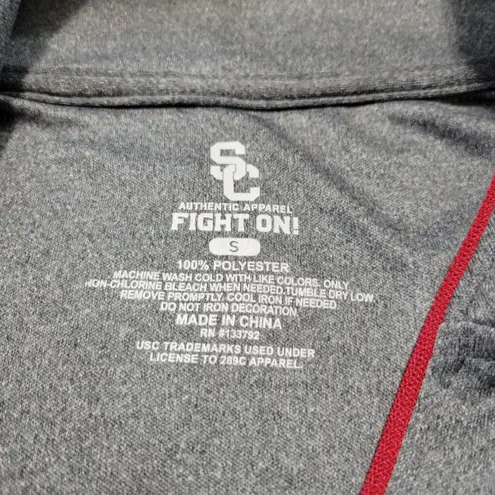 SC
AUTHENTIC APPAREL
FIGHT ON!
S
100% POLYESTER
MACHINE WASH COLD WITH LIKE COLORS. ONLY
NON-CHLORINE BLEACH WHEN NEEDED.TUMBLE DRY LOW.
REMOVE PROMPTLY. COOL IRON IF NEEDED
DO NOT IRON DECORATION.
MADE IN CHINA
RN #133792
USC TRADEMARKS USED UNDER
LICENSE TO 289C APPAREL.